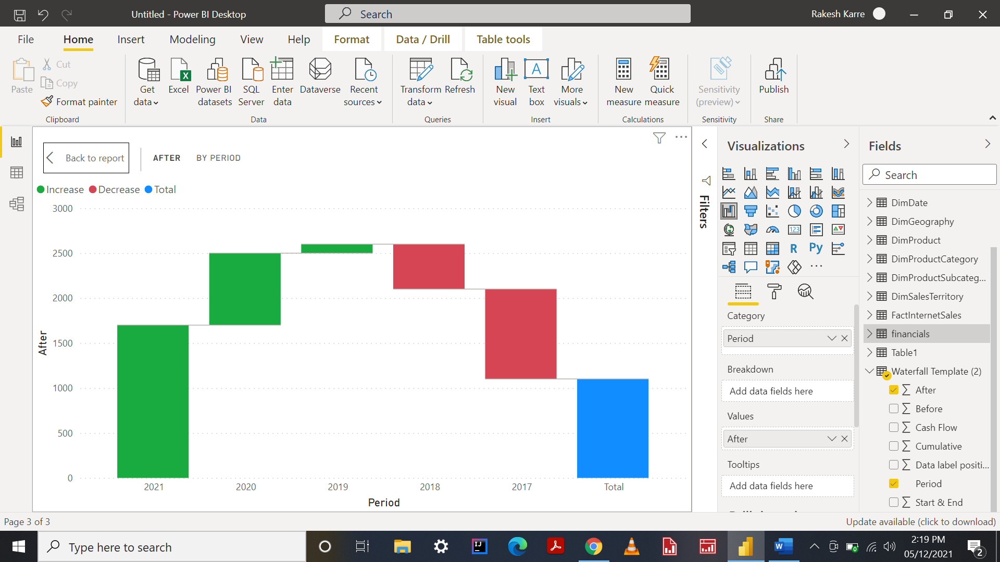 Untitled - Power BI Desktop
Search
Rakesh Karre
File Home Insert Modeling View Help Format Data / Drill Table tools
Paste
Cut
Copy
Format painter
Clipboard
Get data
Excel
Power BI datasets
SQL Server
Enter data
Dataverse
Recent sources
Data
Transform data
Refresh
Queries
New visual
Text box
More visuals
Insert
New measure
Quick measure
Calculations
Sensitivity (preview)
Sensitivity
Publish
Share
Back to report
AFTER
BY PERIOD
Increase Decrease Total
3000
2500
2000
1500
1000
500
0
After
2021 2020 2019 2018 2017 Total
Period
Filters
Visualizations
123
R
Py
Category
Period
Breakdown
Add data fields here
Values
After
Tooltips
Add data fields here
Fields
Search
DimDate
DimGeography
DimProduct
DimProductCategory
DimProductSubcateg...
DimSalesTerritory
FactInternetSales
financials
Table1
Waterfall Template (2)
After
Before
Cash Flow
Cumulative
Data label positi...
Period
Start & End
Page 3 of 3
Update available (click to download)
Type here to search
2:19 PM
05/12/2021
2